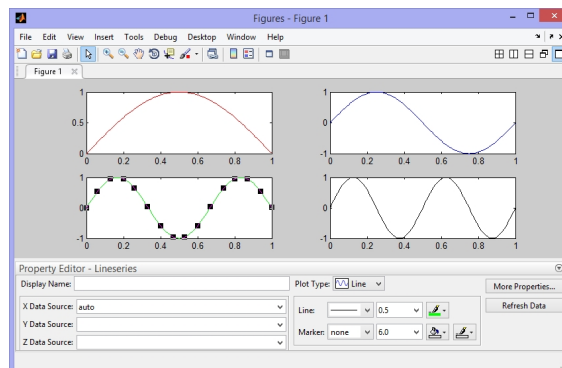 Figures - Figure 1
File Edit View Insert Tools Debug Desktop Window Help
Figure 1
1
0.5
0
0 0.2 0.4 0.6 0.8 1
1
0
-1
0 0.2 0.4 0.6 0.8 1
1
0
-1
0 0.2 0.4 0.6 0.8 1
1
0
-1
0 0.2 0.4 0.6 0.8 1
Property Editor - Lineseries
Display Name:
Plot Type: Line
More Properties...
X Data Source: auto
Line: 0.5
Refresh Data
Y Data Source:
Marker: none 6.0
Z Data Source: